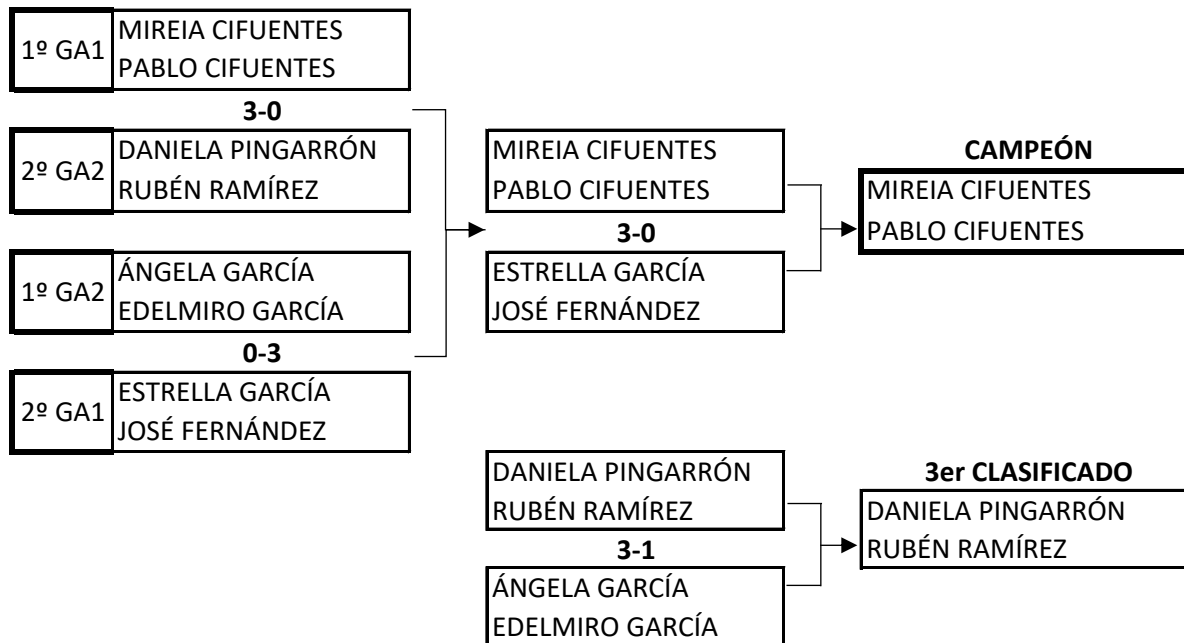 1º GA1
MIREIA CIFUENTES
PABLO CIFUENTES
3-0
2º GA2
DANIELA PINGARRÓN
RUBÉN RAMÍREZ
1º GA2
ÁNGELA GARCÍA
EDELMIRO GARCÍA
0-3
2º GA1
ESTRELLA GARCÍA
JOSÉ FERNÁNDEZ
MIREIA CIFUENTES
PABLO CIFUENTES
3-0
ESTRELLA GARCÍA
JOSÉ FERNÁNDEZ
CAMPEÓN
MIREIA CIFUENTES
PABLO CIFUENTES
DANIELA PINGARRÓN
RUBÉN RAMÍREZ
3-1
ÁNGELA GARCÍA
EDELMIRO GARCÍA
3er CLASIFICADO
DANIELA PINGARRÓN
RUBÉN RAMÍREZ